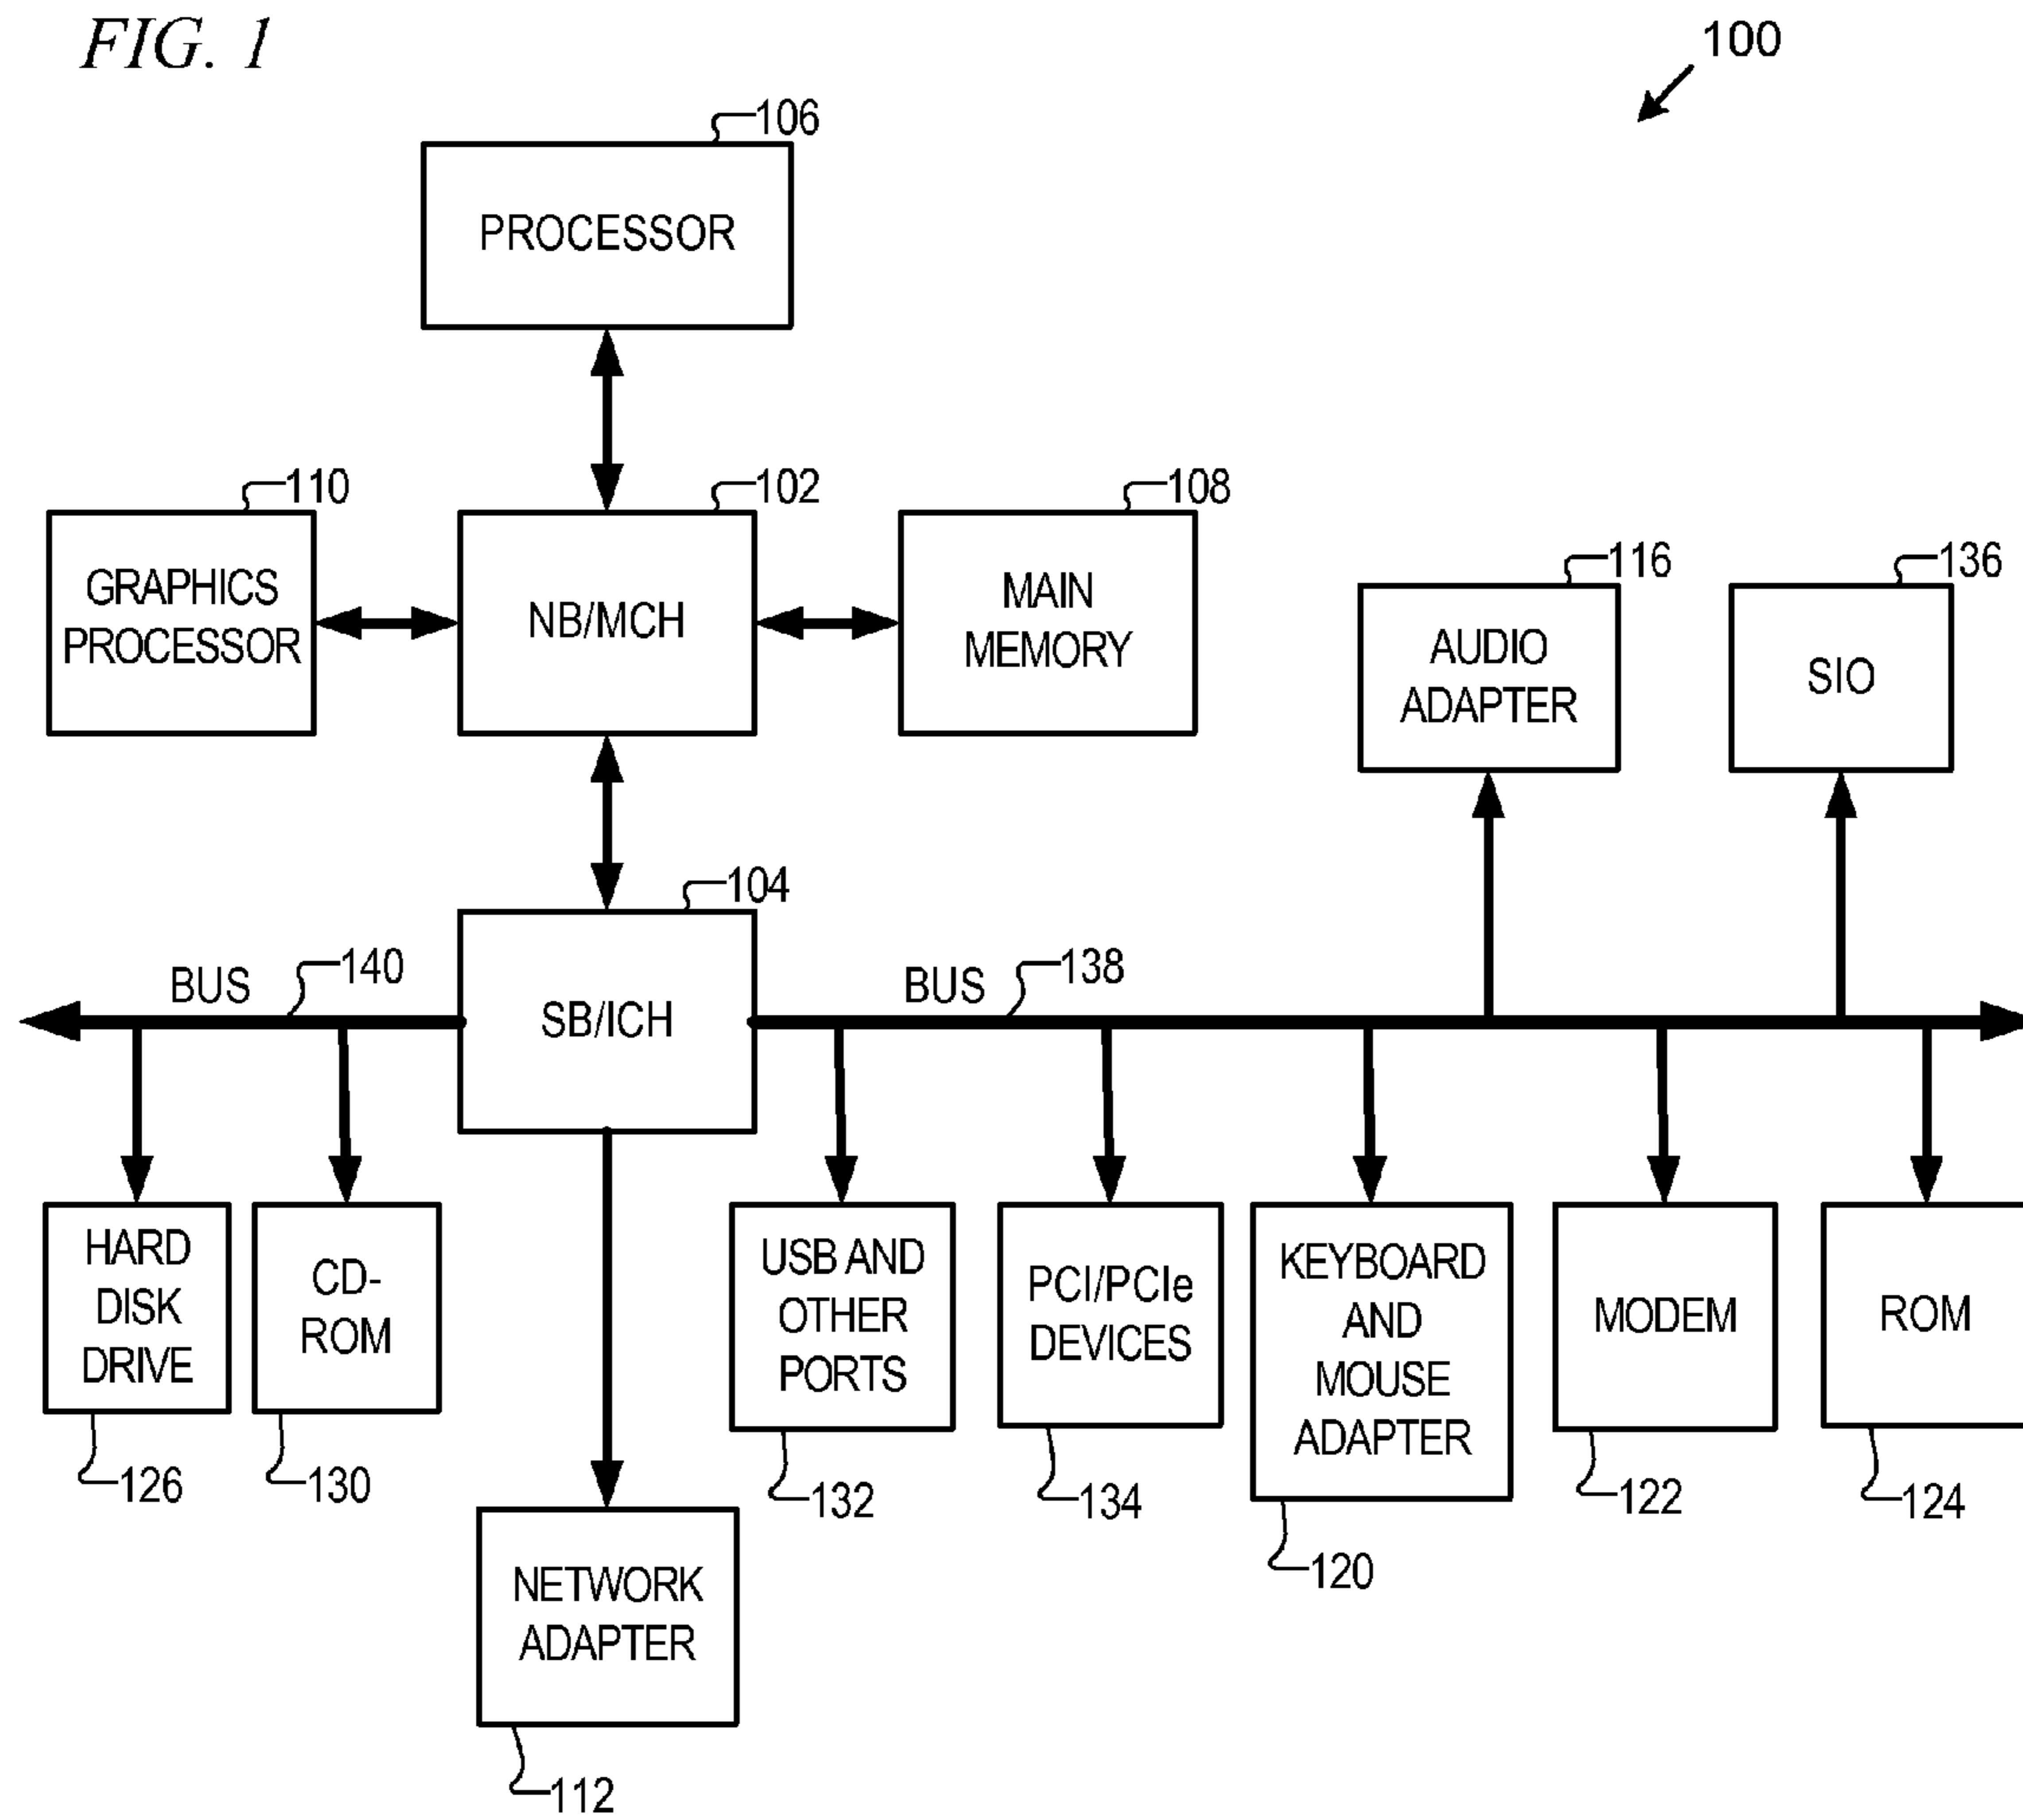 FIG. 1
100
106
PROCESSOR
110
102
108
GRAPHICS
PROCESSOR
NB/MCH
MAIN
MEMORY
116
136
AUDIO
ADAPTER
SIO
104
BUS
140
SB/ICH
BUS
138
HARD
DISK
DRIVE
CD-
ROM
USB AND
OTHER
PORTS
PCI/PCIe
DEVICES
KEYBOARD
AND
MOUSE
ADAPTER
MODEM
ROM
126
130
132
134
120
122
124
NETWORK
ADAPTER
112